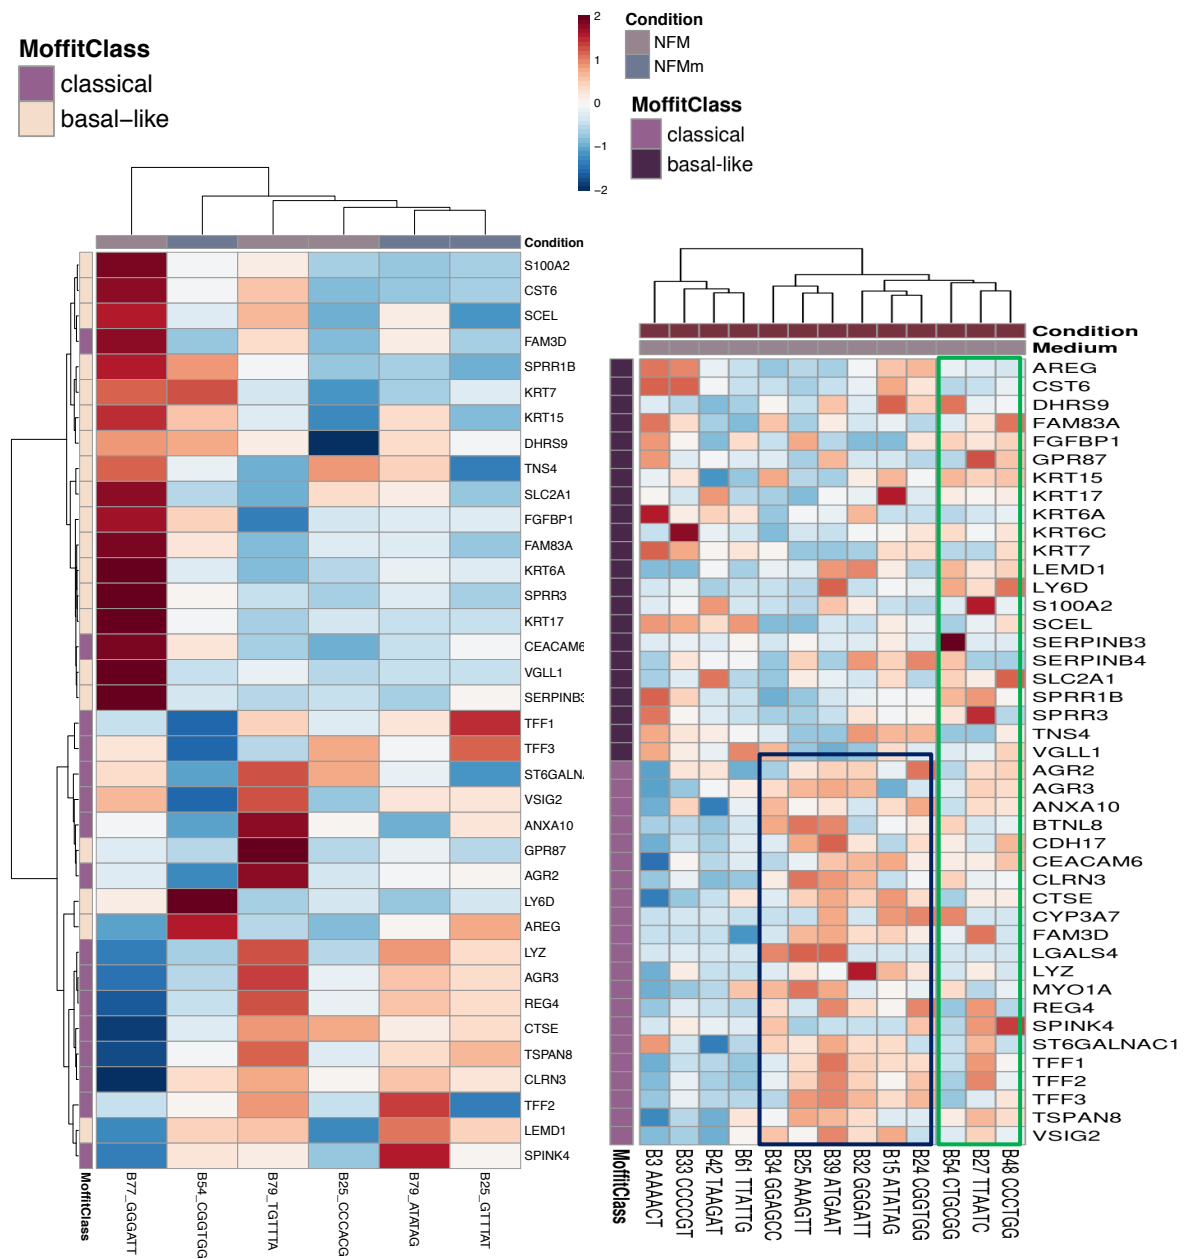 MoffitClass
classical
basal−like
2
1
0
−1
−2
Condition
NFM
NFMm
MoffitClass
classical
basal-like
Condition
S100A2
CST6
SCEL
FAM3D
SPRR1B
KRT7
KRT15
DHRS9
TNS4
SLC2A1
FGFBP1
FAM83A
KRT6A
SPRR3
KRT17
CEACAM6
VGLL1
SERPINB3
TFF1
TFF3
ST6GALN
VSIG2
ANXA10
GPR87
AGR2
LY6D
AREG
LYZ
AGR3
REG4
CTSE
TSPAN8
CLRN3
TFF2
LEMD1
SPINK4
MoffitClass
B77_GGGATT
B54_CGGTGG
B79_TGTTTA
B25_CCCACG
B79_ATATAG
B25_GTTTAT
Condition
Medium
AREG
CST6
DHRS9
FAM83A
FGFBP1
GPR87
KRT15
KRT17
KRT6A
KRT6C
KRT7
LEMD1
LY6D
S100A2
SCEL
SERPINB3
SERPINB4
SLC2A1
SPRR1B
SPRR3
TNS4
VGLL1
AGR2
AGR3
ANXA10
BTNL8
CDH17
CEACAM6
CLRN3
CTSE
CYP3A7
FAM3D
LGALS4
LYZ
MYO1A
REG4
SPINK4
ST6GALNAC1
TFF1
TFF2
TFF3
TSPAN8
VSIG2
MoffitClass
B3 AAAACT
B33 CCCCGT
B42 TAAGAT
B61 TTATTG
B34 GGAGCC
B25 AAAGTT
B39 ATGAAT
B32 GGGATT
B15 ATATAG
B24 CGGTGG
B54 CTGCGG
B27 TTAATC
B48 CCCTGG